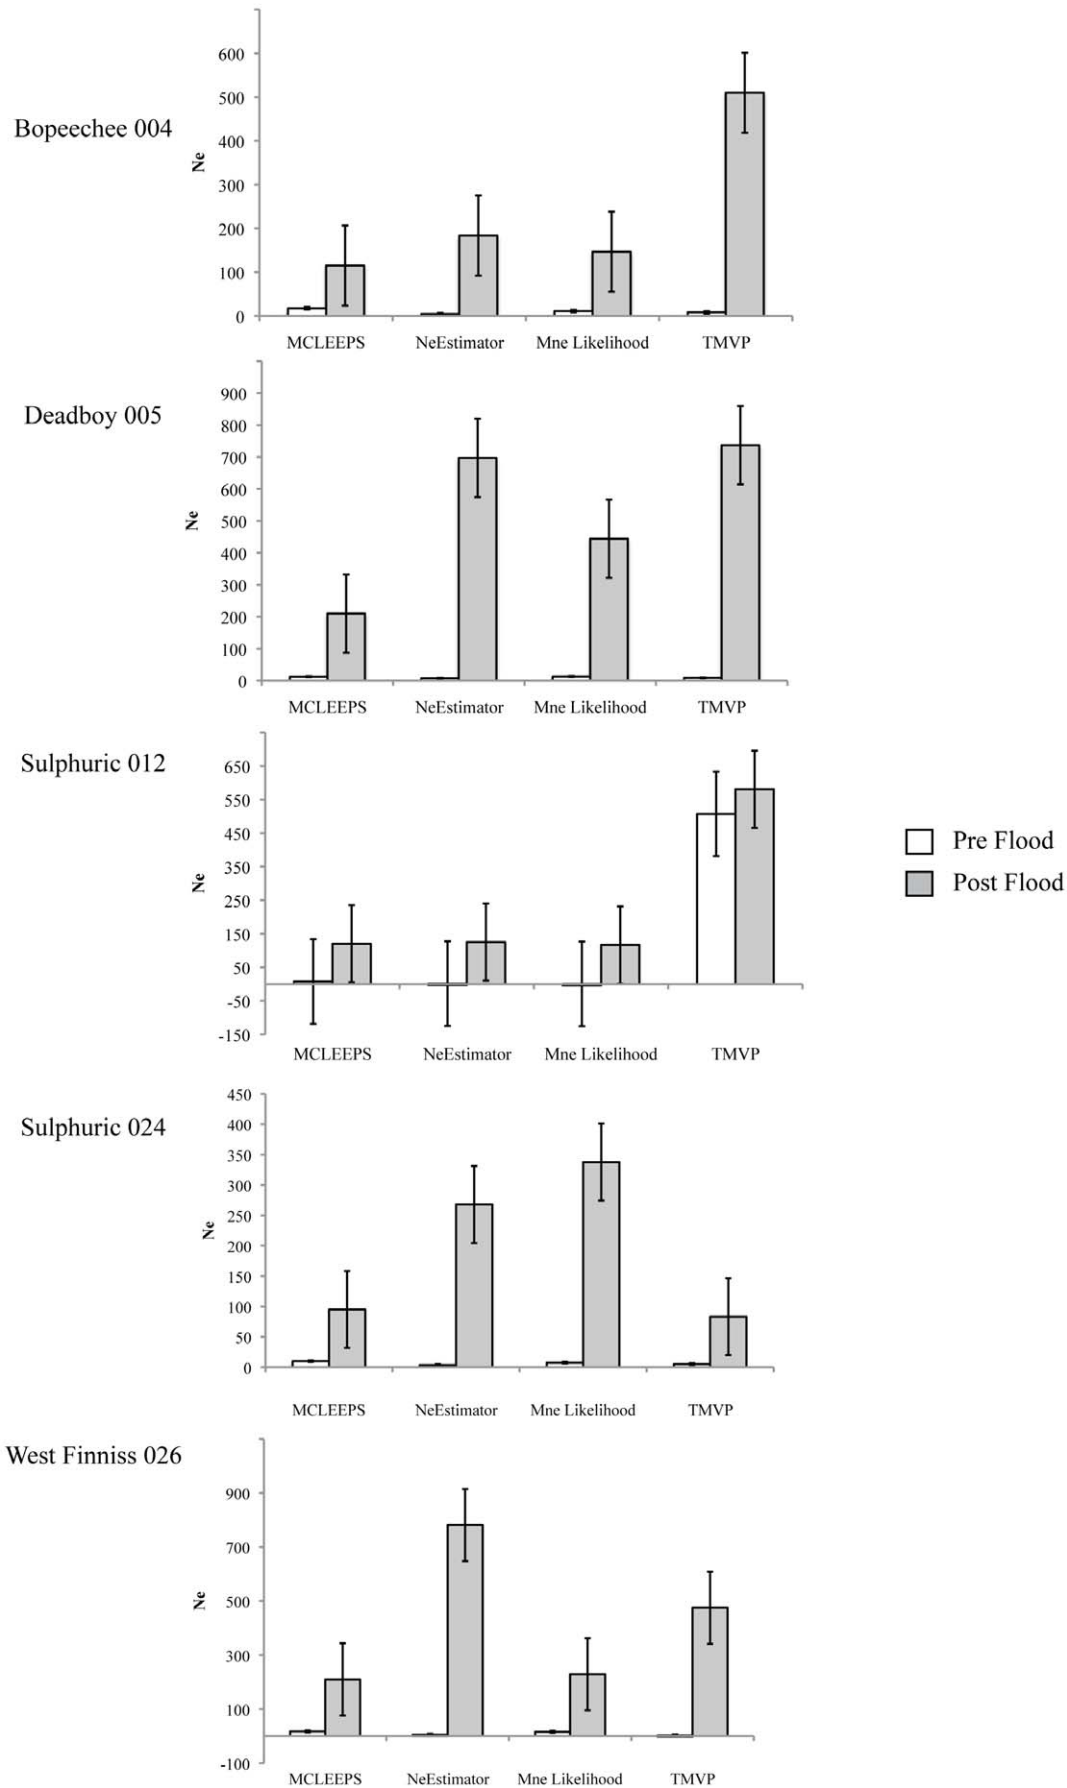 Bopeechee 004
Ne
600
500
400
300
200
100
0
MCLEEPS NeEstimator Mne Likelihood TMVP
Deadboy 005
Ne
900
800
700
600
500
400
300
200
100
0
MCLEEPS NeEstimator Mne Likelihood TMVP
Sulphuric 012
Ne
650
550
450
350
250
150
50
-50
-150
MCLEEPS NeEstimator Mne Likelihood TMVP
Pre Flood
Post Flood
Sulphuric 024
Ne
450
400
350
300
250
200
150
100
50
0
MCLEEPS NeEstimator Mne Likelihood TMVP
West Finniss 026
Ne
900
700
500
300
100
-100
MCLEEPS NeEstimator Mne Likelihood TMVP